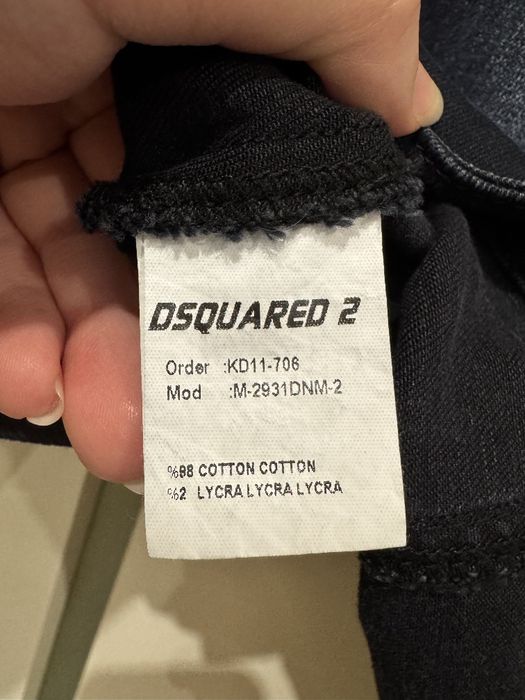 DSQUARED 2
Order :KD11-706
Mod :M-2931DNM-2
%98 COTTON COTTON
%2 LYCRA LYCRA LYCRA